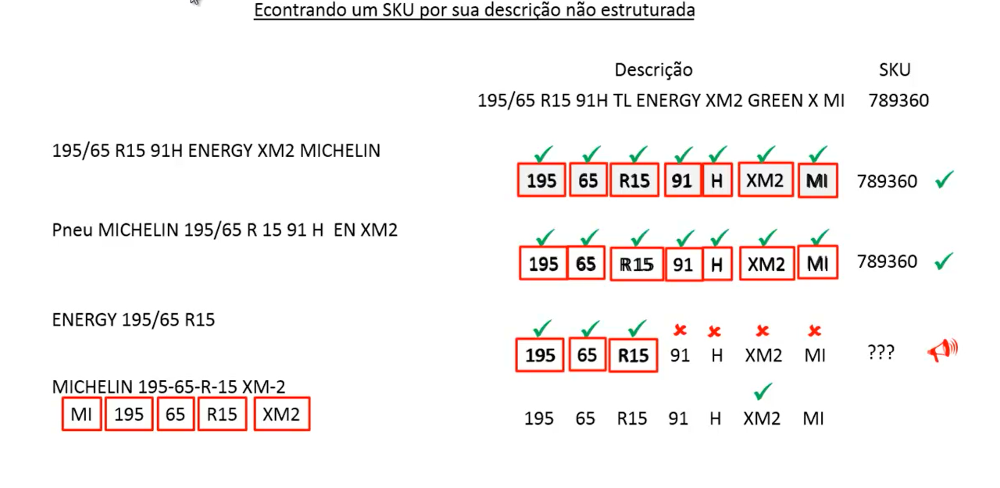 Econtrando um SKU por sua descrição não estruturada
Descrição SKU
195/65 R15 91H TL ENERGY XM2 GREEN X MI 789360
195/65 R15 91H ENERGY XM2 MICHELIN
195 65 R15 91 H XM2 MI 789360
Pneu MICHELIN 195/65 R 15 91 H EN XM2
195 65 R15 91 H XM2 MI 789360
ENERGY 195/65 R15
195 65 R15 91 H XM2 MI ???
MICHELIN 195-65-R-15 XM-2
MI 195 65 R15 XM2
195 65 R15 91 H XM2 MI